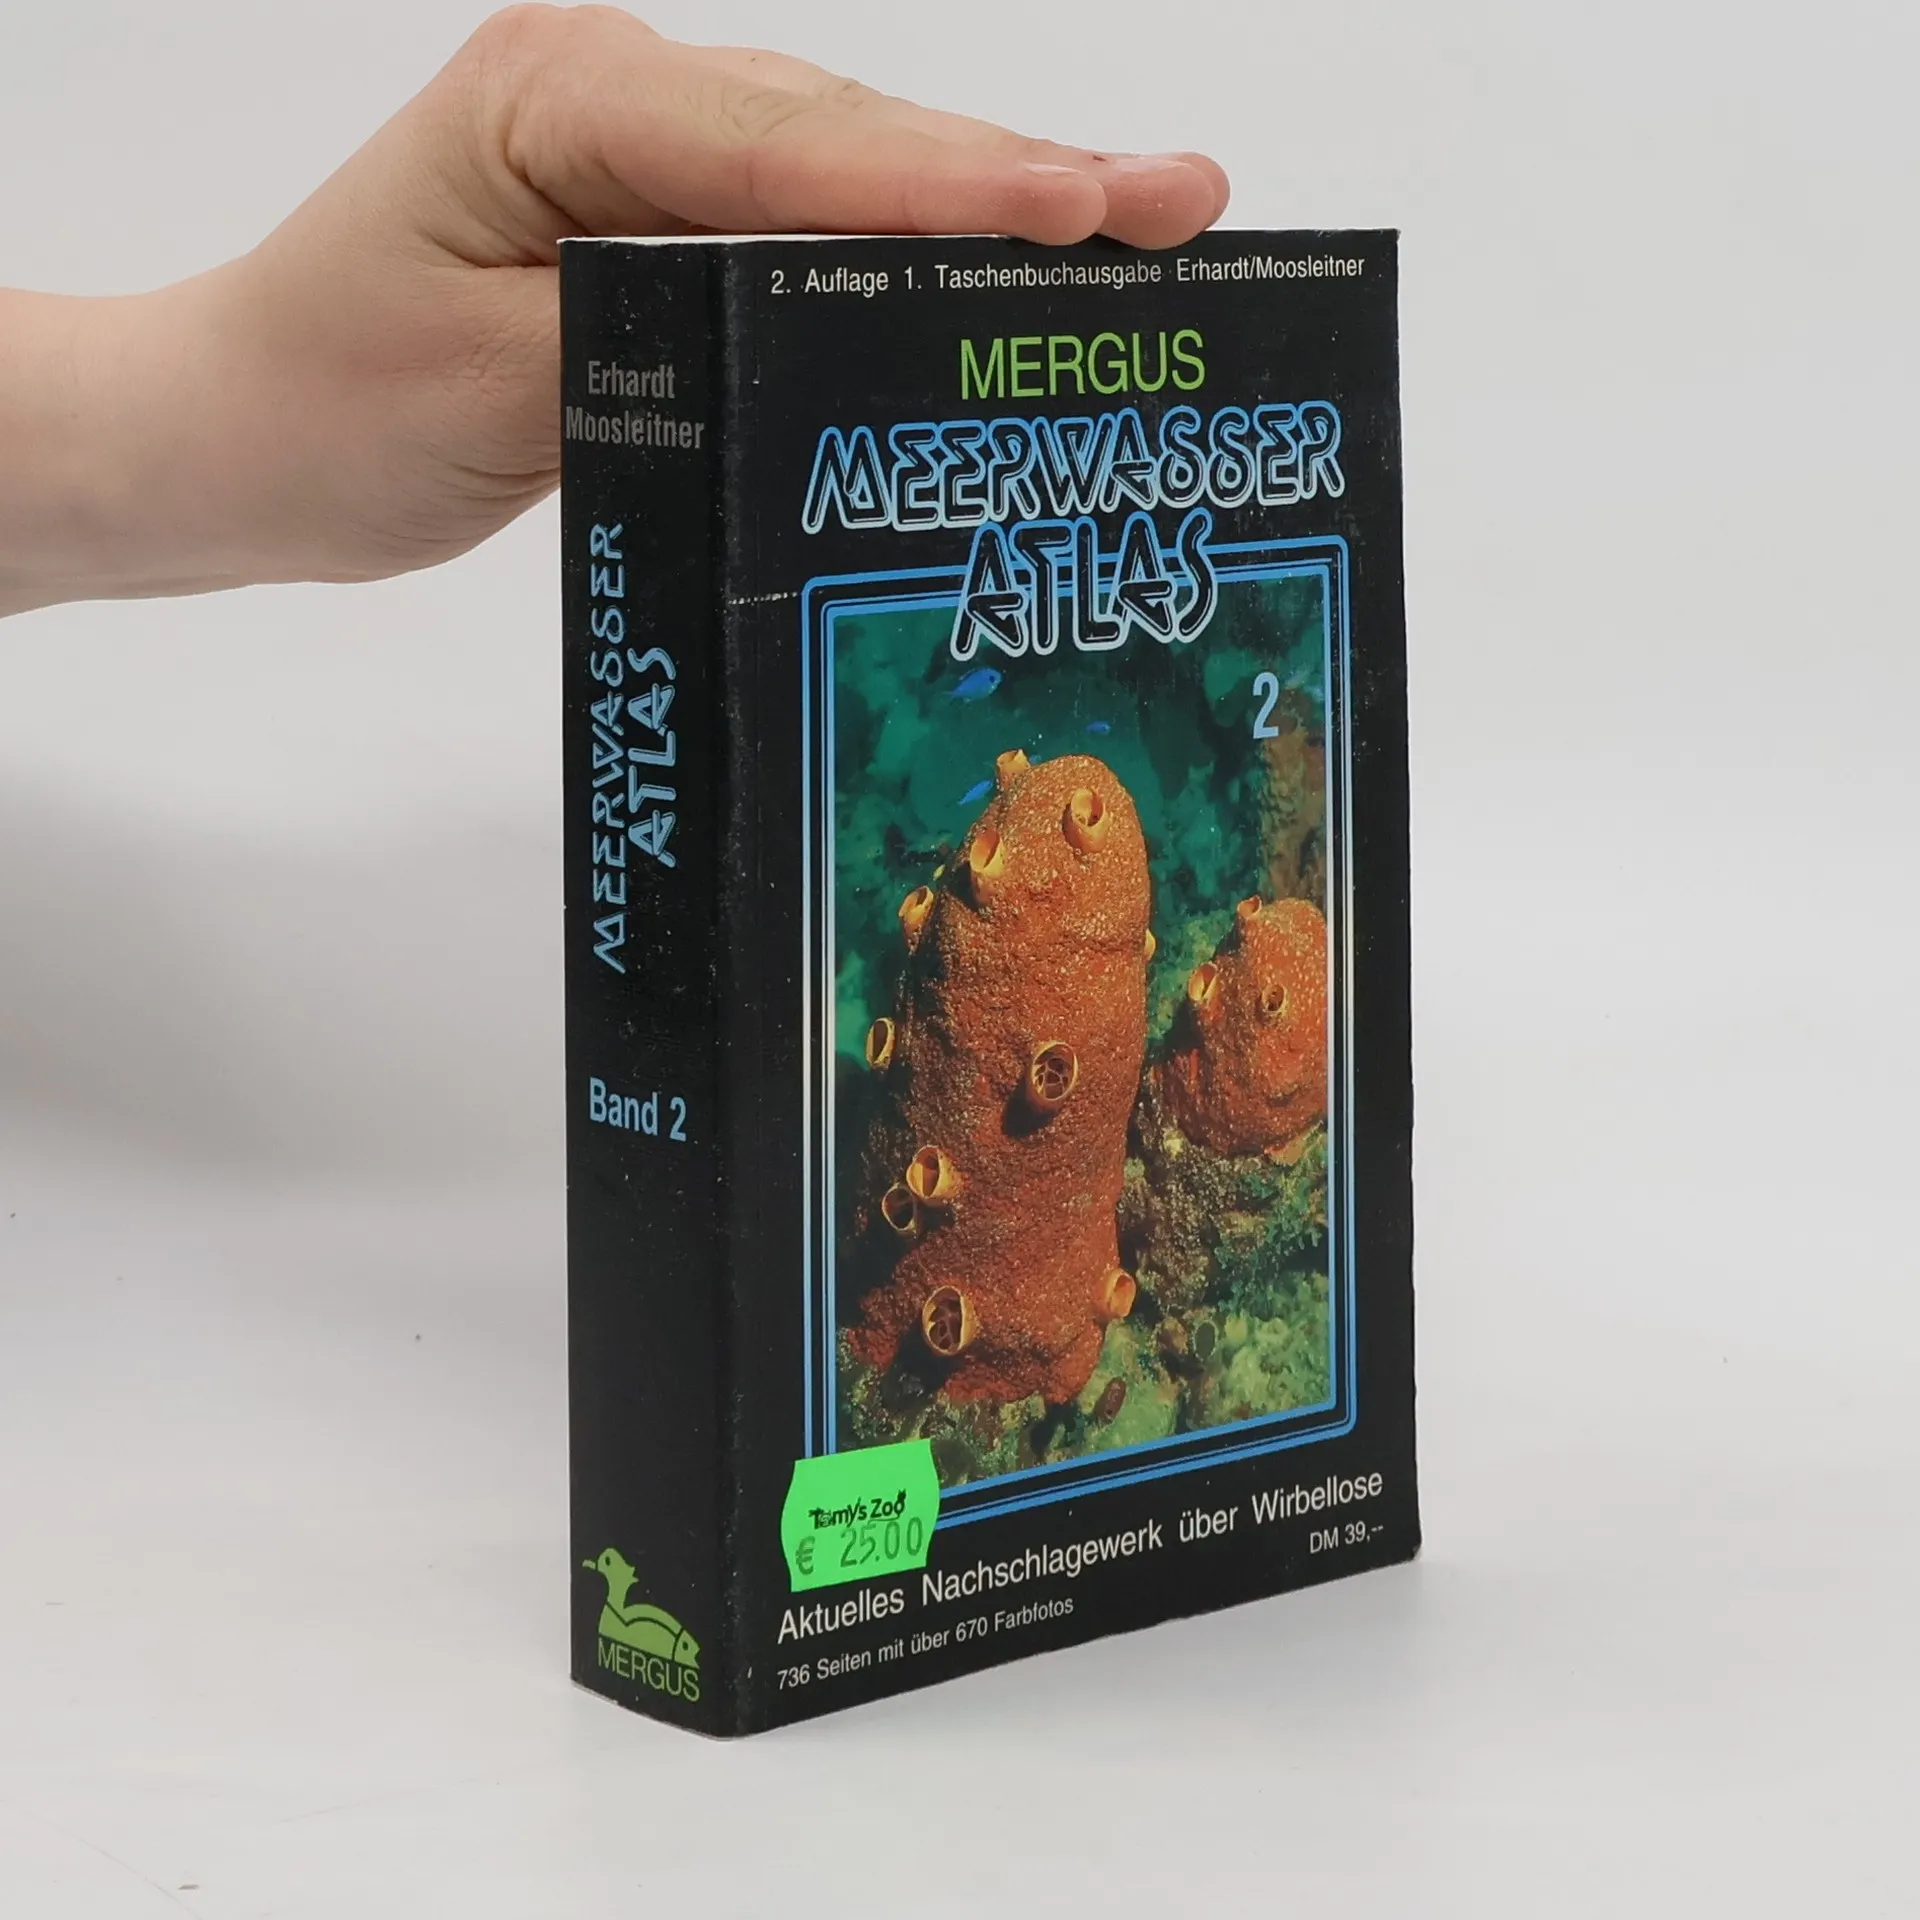 Erhardt
Moosleitner
MEERWASSER
ATLAS
Band 2
MERGUS
2. Auflage 1. Taschenbuchausgabe Erhardt/Moosleitner
MERGUS
MEERWASSER
ATLAS
2
Tomy's Zoo
€ 25.00
Aktuelles Nachschlagewerk über Wirbellose
DM 39,--
736 Seiten mit über 670 Farbfotos